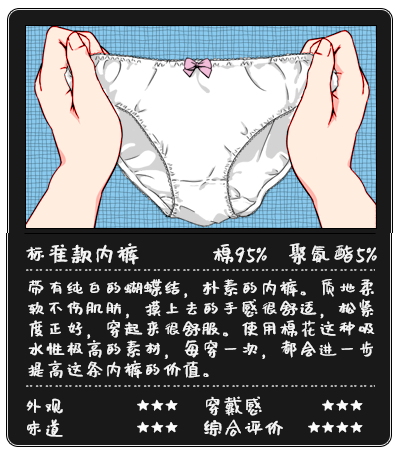 标准款内裤 棉95% 聚氨酯5%
带有纯白的蝴蝶结，朴素的内裤。质地柔
软不伤肌肤，摸上去的手感很舒适，松紧
度正好，穿起来很舒服。使用棉花这种吸
水性极高的素材，每穿一次，都会进一步
提高这条内裤的价值。
外观 ★★★ 穿戴感 ★★★
味道 ★★★ 综合评价 ★★★★